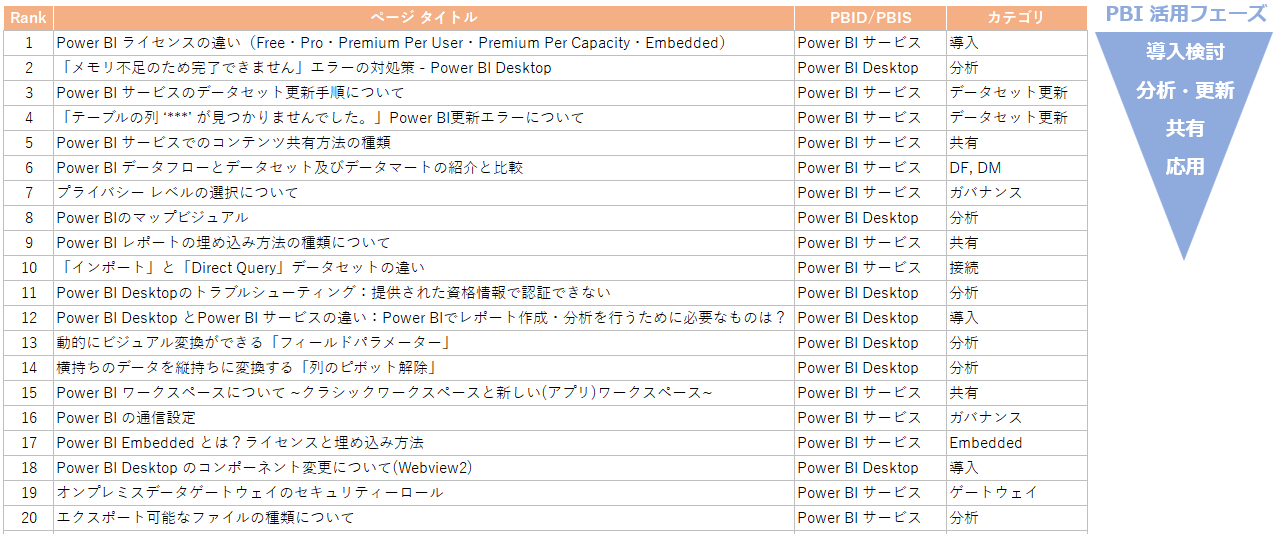 Rank ページ タイトル PBID/PBIS カテゴリ
1 Power BI ライセンスの違い（Free・Pro・Premium Per User・Premium Per Capacity・Embedded） Power BI サービス 導入
2 「メモリ不足のため完了できません」エラーの対処策 - Power BI Desktop Power BI Desktop 分析
3 Power BI サービスのデータセット更新手順について Power BI サービス データセット更新
4 「テーブルの列 ‘***’ が見つかりませんでした。」Power BI更新エラーについて Power BI サービス データセット更新
5 Power BI サービスでのコンテンツ共有方法の種類 Power BI サービス 共有
6 Power BI データフローとデータセット及びデータマートの紹介と比較 Power BI サービス DF, DM
7 プライバシー レベルの選択について Power BI サービス ガバナンス
8 Power BIのマップビジュアル Power BI Desktop 分析
9 Power BI レポートの埋め込み方法の種類について Power BI サービス 共有
10 「インポート」と「Direct Query」データセットの違い Power BI サービス 接続
11 Power BI Desktopのトラブルシューティング：提供された資格情報で認証できない Power BI Desktop 分析
12 Power BI Desktop とPower BI サービスの違い：Power BIでレポート作成・分析を行うために必要なものは？ Power BI Desktop 導入
13 動的にビジュアル変換ができる「フィールドパラメーター」 Power BI Desktop 分析
14 横持ちのデータを縦持ちに変換する「列のピボット解除」 Power BI Desktop 分析
15 Power BI ワークスペースについて ~クラシックワークスペースと新しい(アプリ)ワークスペース~ Power BI サービス 共有
16 Power BI の通信設定 Power BI サービス ガバナンス
17 Power BI Embedded とは？ライセンスと埋め込み方法 Power BI サービス Embedded
18 Power BI Desktop のコンポーネント変更について(Webview2) Power BI Desktop 導入
19 オンプレミスデータゲートウェイのセキュリティーロール Power BI サービス ゲートウェイ
20 エクスポート可能なファイルの種類について Power BI サービス 分析
PBI 活用フェーズ
導入検討
分析・更新
共有
応用